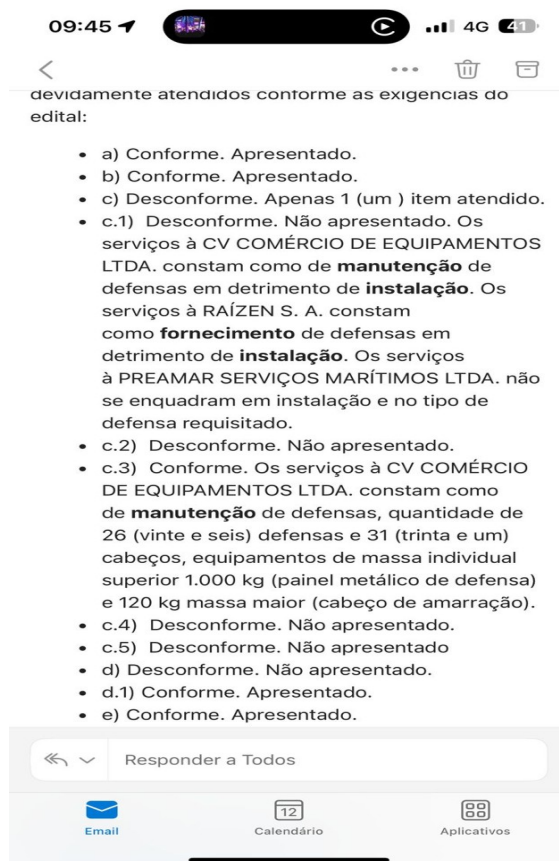 09:45
4G 41
devidamente atendidos conforme as exigências do
edital:
• a) Conforme. Apresentado.
• b) Conforme. Apresentado.
• c) Desconforme. Apenas 1 (um ) item atendido.
• c.1) Desconforme. Não apresentado. Os
serviços à CV COMÉRCIO DE EQUIPAMENTOS
LTDA. constam como de manutenção de
defensas em detrimento de instalação. Os
serviços à RAÍZEN S. A. constam
como fornecimento de defensas em
detrimento de instalação. Os serviços
à PREAMAR SERVIÇOS MARÍTIMOS LTDA. não
se enquadram em instalação e no tipo de
defensa requisitado.
• c.2) Desconforme. Não apresentado.
• c.3) Conforme. Os serviços à CV COMÉRCIO
DE EQUIPAMENTOS LTDA. constam como
de manutenção de defensas, quantidade de
26 (vinte e seis) defensas e 31 (trinta e um)
cabeços, equipamentos de massa individual
superior 1.000 kg (painel metálico de defensa)
e 120 kg massa maior (cabeço de amarração).
• c.4) Desconforme. Não apresentado.
• c.5) Desconforme. Não apresentado
• d) Desconforme. Não apresentado.
• d.1) Conforme. Apresentado.
• e) Conforme. Apresentado.
Responder a Todos
12
Email Calendário Aplicativos